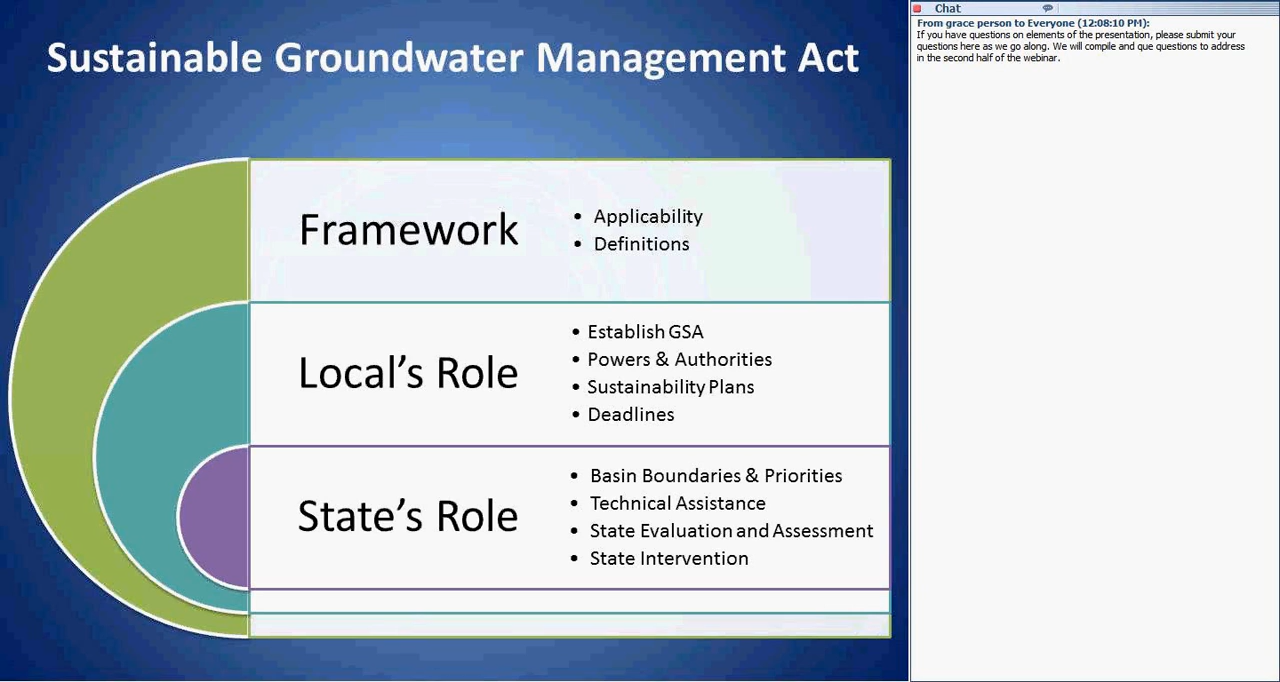 Sustainable Groundwater Management Act
Framework
• Applicability
• Definitions
Local's Role
• Establish GSA
• Powers & Authorities
• Sustainability Plans
• Deadlines
State's Role
• Basin Boundaries & Priorities
• Technical Assistance
• State Evaluation and Assessment
• State Intervention
Chat
From grace person to Everyone (12:08:10 PM):
If you have questions on elements of the presentation, please submit your
questions here as we go along. We will compile and que questions to address
in the second half of the webinar.